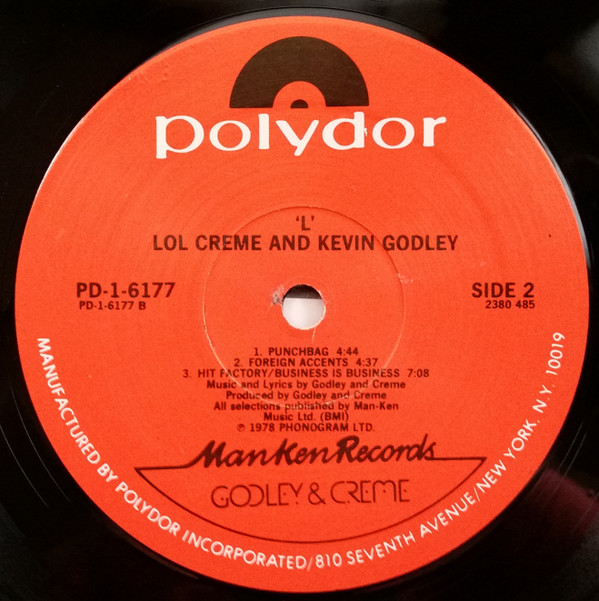 polydor
'L'
LOL CREME AND KEVIN GODLEY
PD-1-6177
PD-1-6177 B
SIDE 2
2380 485
1. PUNCHBAG 4:44
2. FOREIGN ACCENTS 4:37
3. HIT FACTORY/BUSINESS IS BUSINESS 7:08
Music and Lyrics by Godley and Creme
Produced by Godley and Creme
All selections published by Man-Ken
Music Ltd. (BMI)
℗ 1978 PHONOGRAM LTD.
ManKen Records
GODLEY & CREME
MANUFACTURED BY POLYDOR INCORPORATED/810 SEVENTH AVENUE/NEW YORK, N.Y. 10019